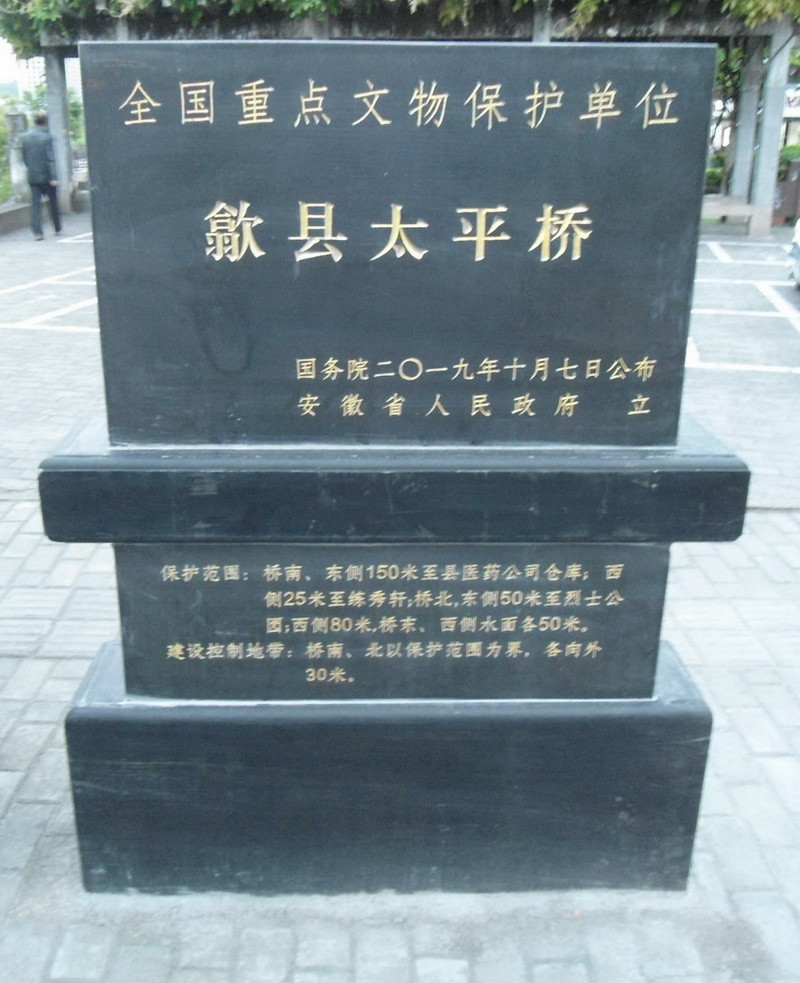 全国重点文物保护单位
歙县太平桥
国务院二〇一九年十月七日公布
安徽省人民政府 立
保护范围：桥南、东侧150米至县医药公司仓库；西
侧25米至练秀轩;桥北,东侧50米至烈士公
园;西侧80米,桥东、西侧水面各50米。
建设控制地带：桥南、北以保护范围为界，各向外
30米。